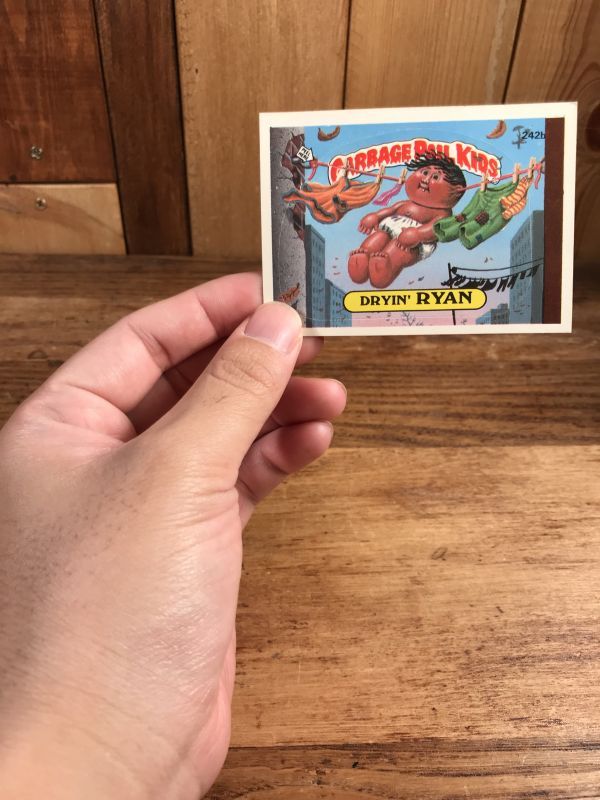 242b
GARBAGE PAIL KIDS
DRYIN' RYAN